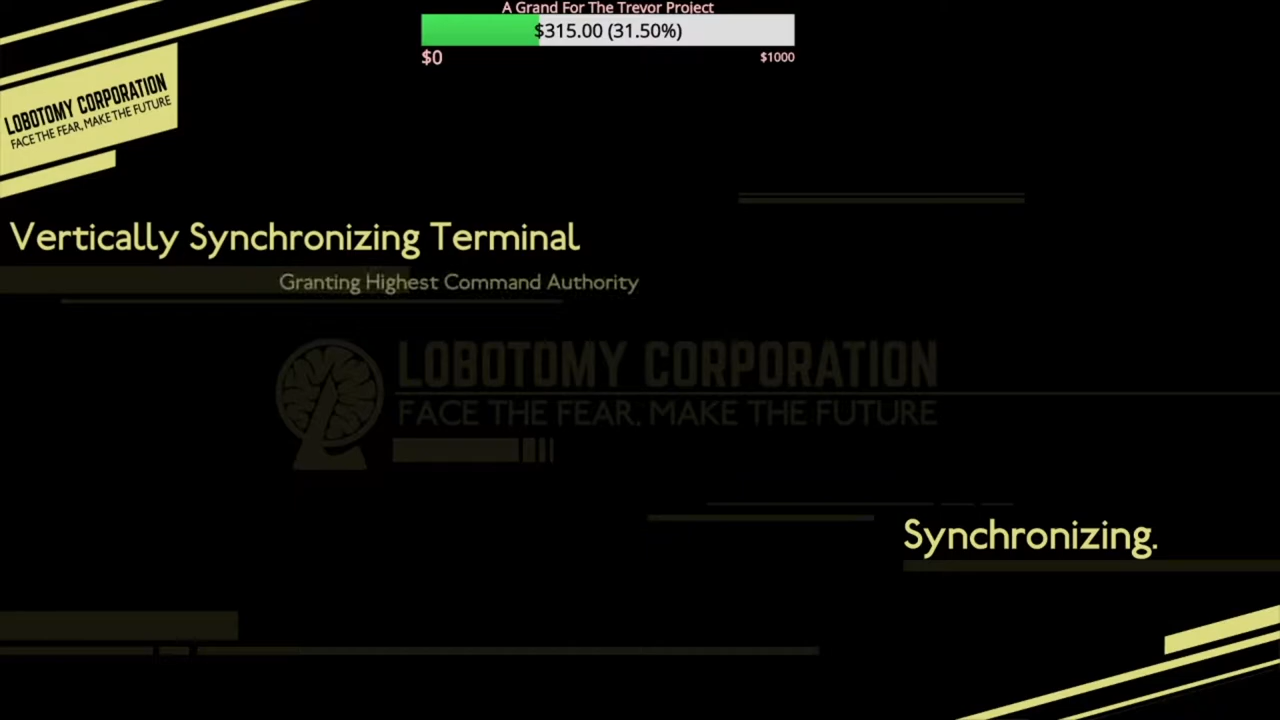 A Grand For The Trevor Project
$315.00 (31.50%)
$0
$1000
LOBOTOMY CORPORATION
FACE THE FEAR, MAKE THE FUTURE
Vertically Synchronizing Terminal
Granting Highest Command Authority
LOBOTOMY CORPORATION
FACE THE FEAR, MAKE THE FUTURE
Synchronizing.